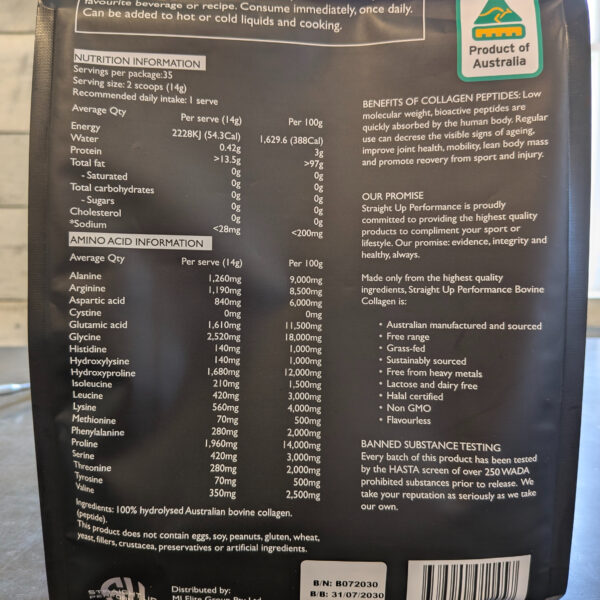 favourite beverage or recipe. Consume immediately, once daily.
Can be added to hot or cold liquids and cooking.
Product of
Australia
NUTRITION INFORMATION
Servings per package:35
Serving size: 2 scoops (14g)
Recommended daily intake: 1 serve
Average Qty Per serve (14g) Per 100g
Energy 2228KJ (54.3Cal) 1,629.6 (388Cal)
Water 0.42g 3g
Protein >13.5g >97g
Total fat 0g 0g
- Saturated 0g 0g
Total carbohydrates 0g 0g
- Sugars 0g 0g
Cholesterol 0g 0g
*Sodium <28mg <200mg
AMINO ACID INFORMATION
Average Qty Per serve (14g) Per 100g
Alanine 1,260mg 9,000mg
Arginine 1,190mg 8,500mg
Aspartic acid 840mg 6,000mg
Cystine 0mg 0mg
Glutamic acid 1,610mg 11,500mg
Glycine 2,520mg 18,000mg
Histidine 140mg 1,000mg
Hydroxylysine 140mg 1,000mg
Hydroxyproline 1,680mg 12,000mg
Isoleucine 210mg 1,500mg
Leucine 420mg 3,000mg
Lysine 560mg 4,000mg
Methionine 70mg 500mg
Phenylalanine 280mg 2,000mg
Proline 1,960mg 14,000mg
Serine 420mg 3,000mg
Threonine 280mg 2,000mg
Tyrosine 70mg 500mg
Valine 350mg 2,500mg
Ingredients: 100% hydrolysed Australian bovine collagen.
(peptide).
This product does not contain eggs, soy, peanuts, gluten, wheat,
yeast, fillers, crustacea, preservatives or artificial ingredients.
BENEFITS OF COLLAGEN PEPTIDES: Low
molecular weight, bioactive peptides are
quickly absorbed by the human body. Regular
use can decrease the visible signs of ageing,
improve joint health, mobility, lean body mass
and promote reovery from sport and injury.
OUR PROMISE
Straight Up Performance is proudly
committed to providing the highest quality
products to compliment your sport or
lifestyle. Our promise: evidence, integrity and
healthy, always.
Made only from the highest quality
ingredients, Straight Up Performance Bovine
Collagen is:
• Australian manufactured and sourced
• Free range
• Grass-fed
• Sustainably sourced
• Free from heavy metals
• Lactose and dairy free
• Halal certified
• Non GMO
• Flavourless
BANNED SUBSTANCE TESTING
Every batch of this product has been tested
by the HASTA screen of over 250 WADA
prohibited substances prior to release. We
take your reputation as seriously as we take
our own.
Distributed by:
MJ Elite Group Pty Ltd
B/N: B072030
B/B: 31/07/2030